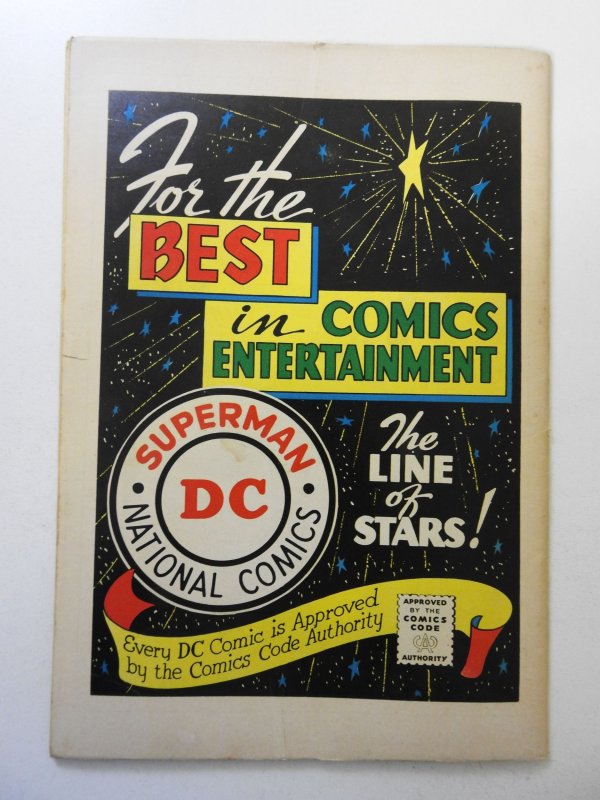 For the
BEST
in COMICS
ENTERTAINMENT
SUPERMAN
DC
NATIONAL COMICS
The
LINE
of
STARS!
Every DC Comic is Approved
by the Comics Code Authority
APPROVED
BY THE
COMICS
CODE
CA
AUTHORITY